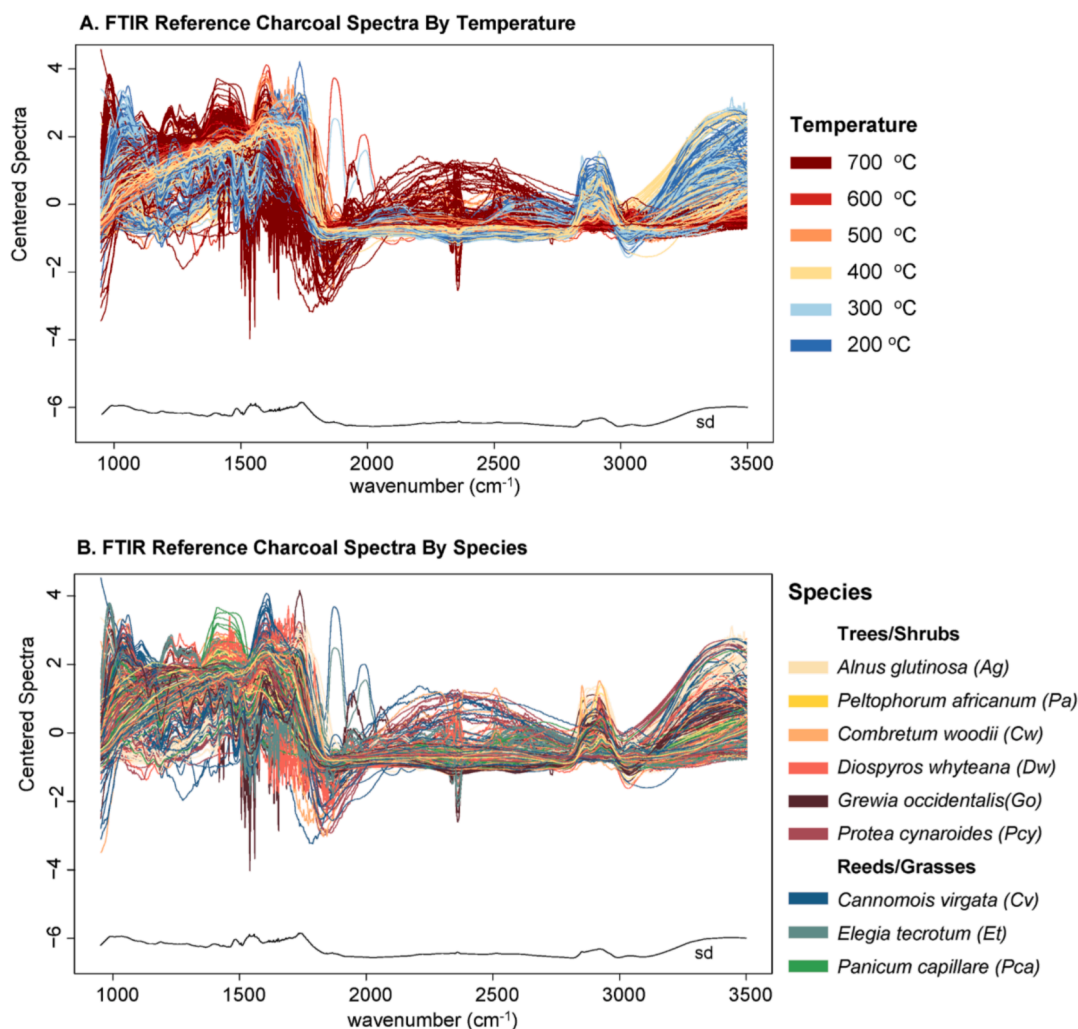 A. FTIR Reference Charcoal Spectra By Temperature
4
2
0
−2
−4
−6
Centered Spectra
sd
1000 1500 2000 2500 3000 3500
wavenumber (cm⁻¹)
Temperature
700 ºC
600 ºC
500 ºC
400 ºC
300 ºC
200 ºC
B. FTIR Reference Charcoal Spectra By Species
4
2
0
−2
−4
−6
Centered Spectra
sd
1000 1500 2000 2500 3000 3500
wavenumber (cm⁻¹)
Species
Trees/Shrubs
Alnus glutinosa (Ag)
Peltophorum africanum (Pa)
Combretum woodii (Cw)
Diospyros whyteana (Dw)
Grewia occidentalis(Go)
Protea cynaroides (Pcy)
Reeds/Grasses
Cannomois virgata (Cv)
Elegia tecrotum (Et)
Panicum capillare (Pca)